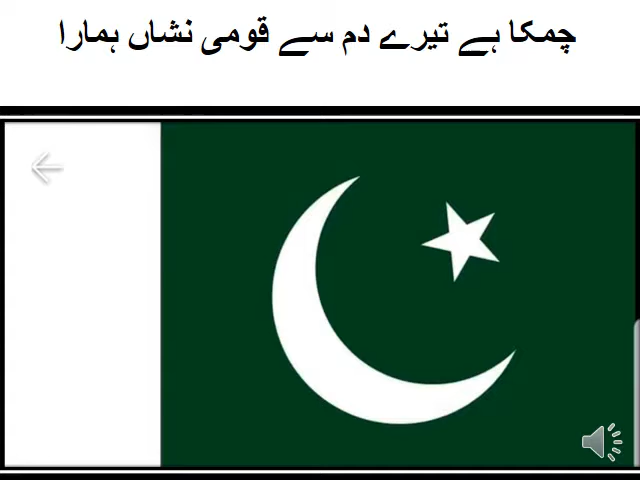 چمکا ہے تیرے دم سے قومی نشاں ہمارا